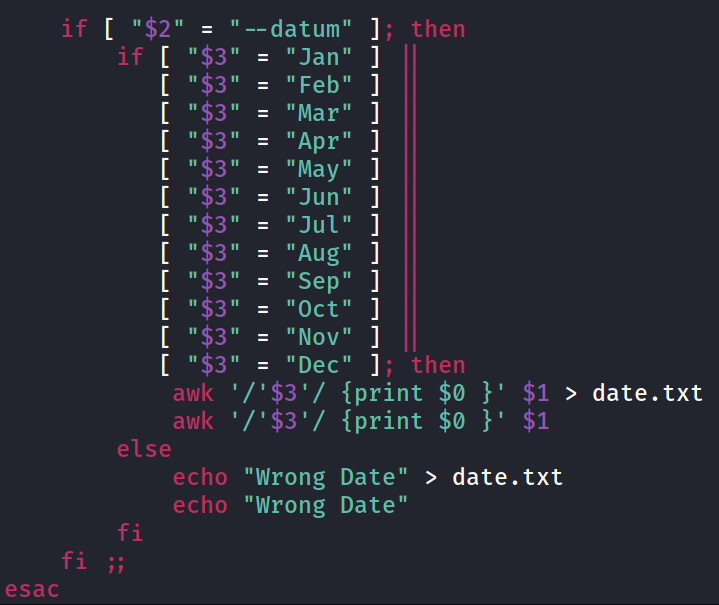 if [ "$2" = "--datum" ]; then
if [ "$3" = "Jan" ] ||
[ "$3" = "Feb" ] ||
[ "$3" = "Mar" ] ||
[ "$3" = "Apr" ] ||
[ "$3" = "May" ] ||
[ "$3" = "Jun" ] ||
[ "$3" = "Jul" ] ||
[ "$3" = "Aug" ] ||
[ "$3" = "Sep" ] ||
[ "$3" = "Oct" ] ||
[ "$3" = "Nov" ] ||
[ "$3" = "Dec" ]; then
awk '/'$3'/ {print $0 }' $1 > date.txt
awk '/'$3'/ {print $0 }' $1
else
echo "Wrong Date" > date.txt
echo "Wrong Date"
fi
fi ;;
esac